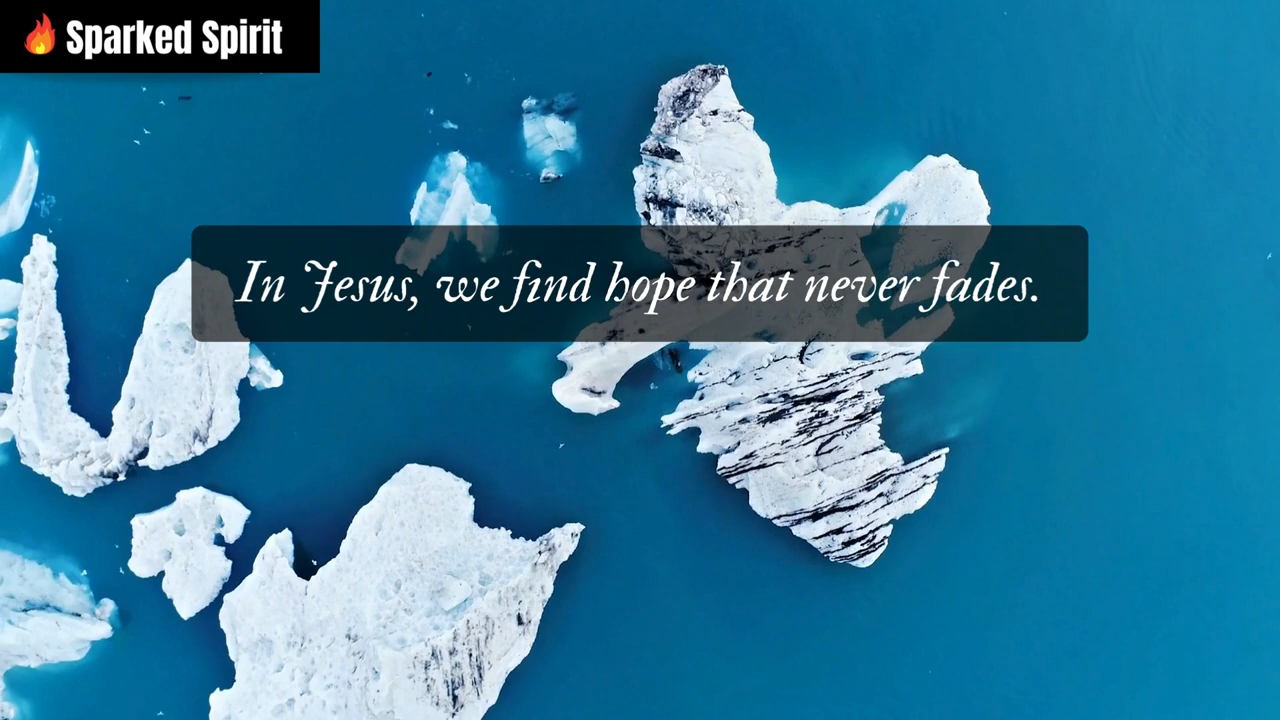 🔥 Sparked Spirit
In Jesus, we find hope that never fades.